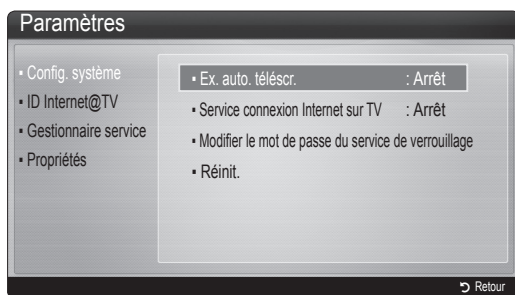 Paramètres
▪ Config. système
▪ ID Internet@TV
▪ Gestionnaire service
▪ Propriétés
▪ Ex. auto. téléscr. : Arrêt
▪ Service connexion Internet sur TV : Arrêt
▪ Modifier le mot de passe du service de verrouillage
▪ Réinit.
Retour